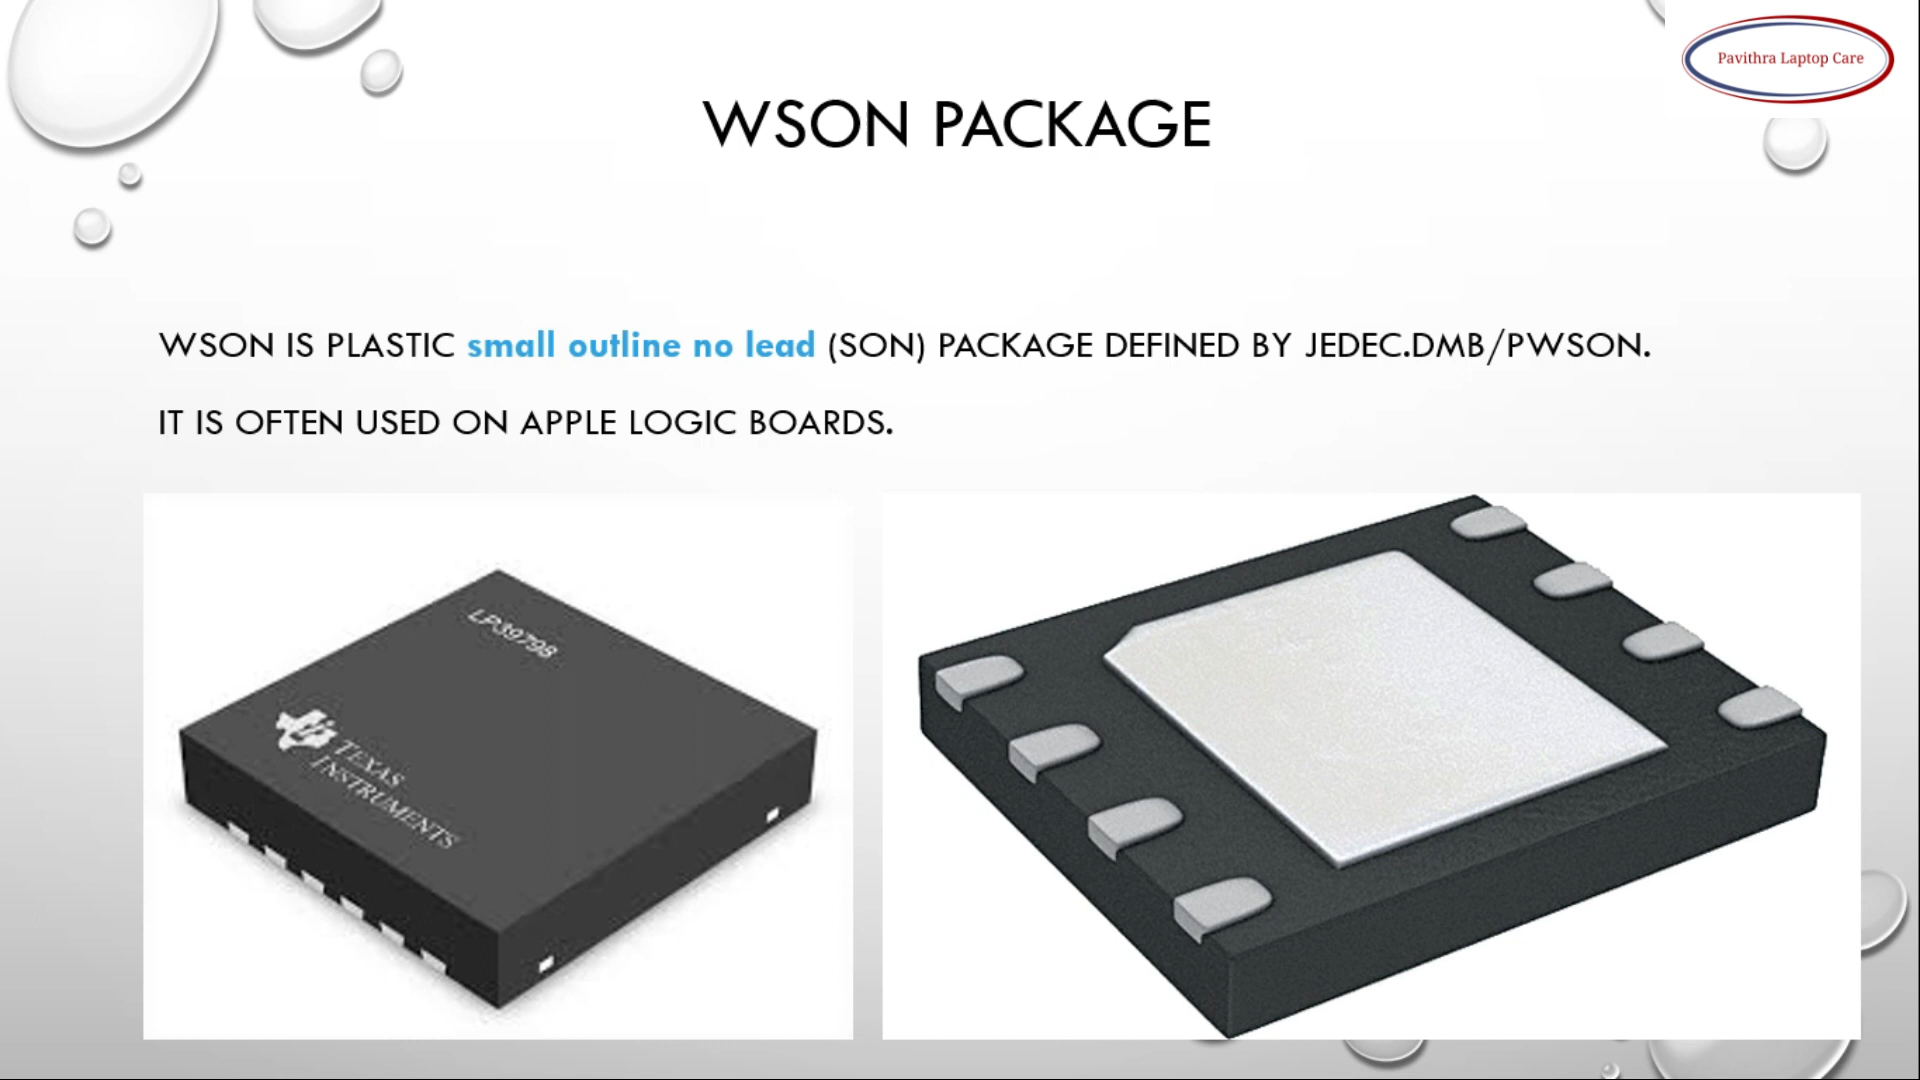 Pavithra Laptop Care
WSON PACKAGE
WSON IS PLASTIC small outline no lead (SON) PACKAGE DEFINED BY JEDEC.DMB/PWSON.
IT IS OFTEN USED ON APPLE LOGIC BOARDS.
LP39798
TEXAS
INSTRUMENTS